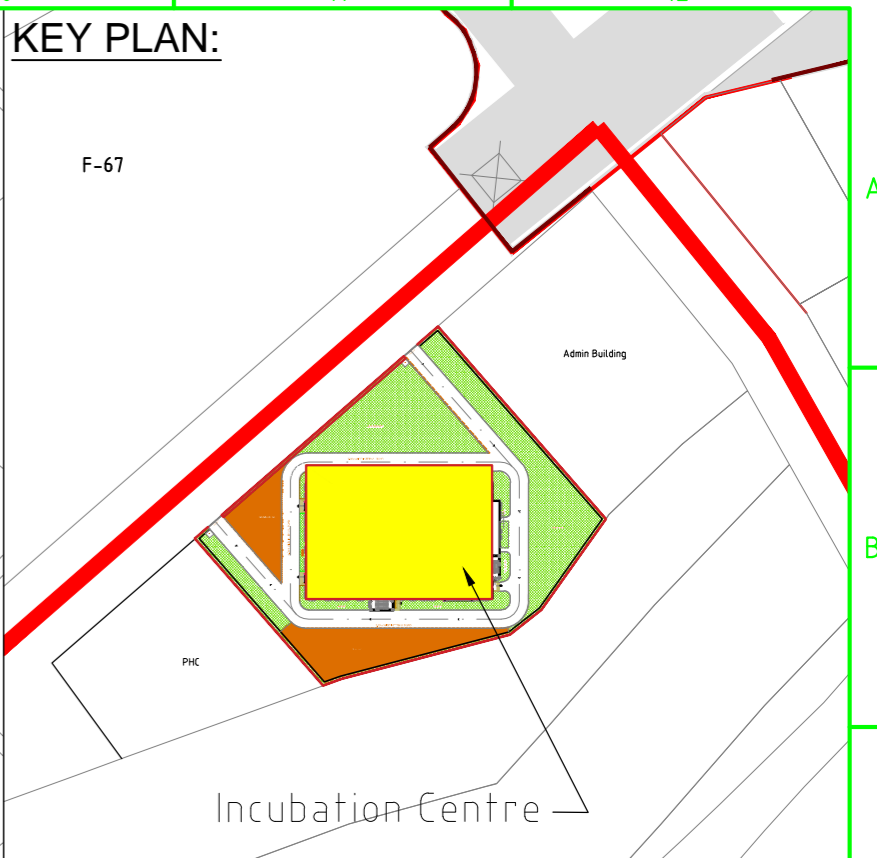 KEY PLAN:
F-67
A
Admin Building
B
PHC
Incubation Centre